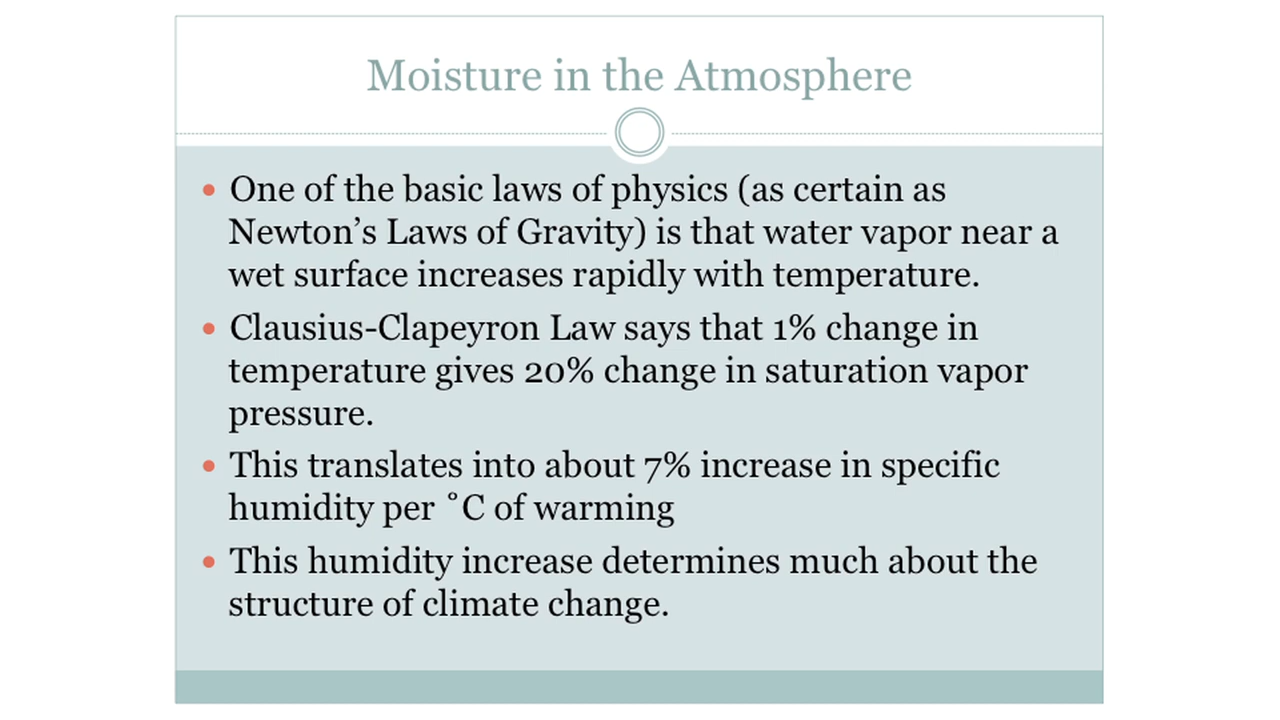 Moisture in the Atmosphere
• One of the basic laws of physics (as certain as
Newton’s Laws of Gravity) is that water vapor near a
wet surface increases rapidly with temperature.
• Clausius-Clapeyron Law says that 1% change in
temperature gives 20% change in saturation vapor
pressure.
• This translates into about 7% increase in specific
humidity per ˚C of warming
• This humidity increase determines much about the
structure of climate change.